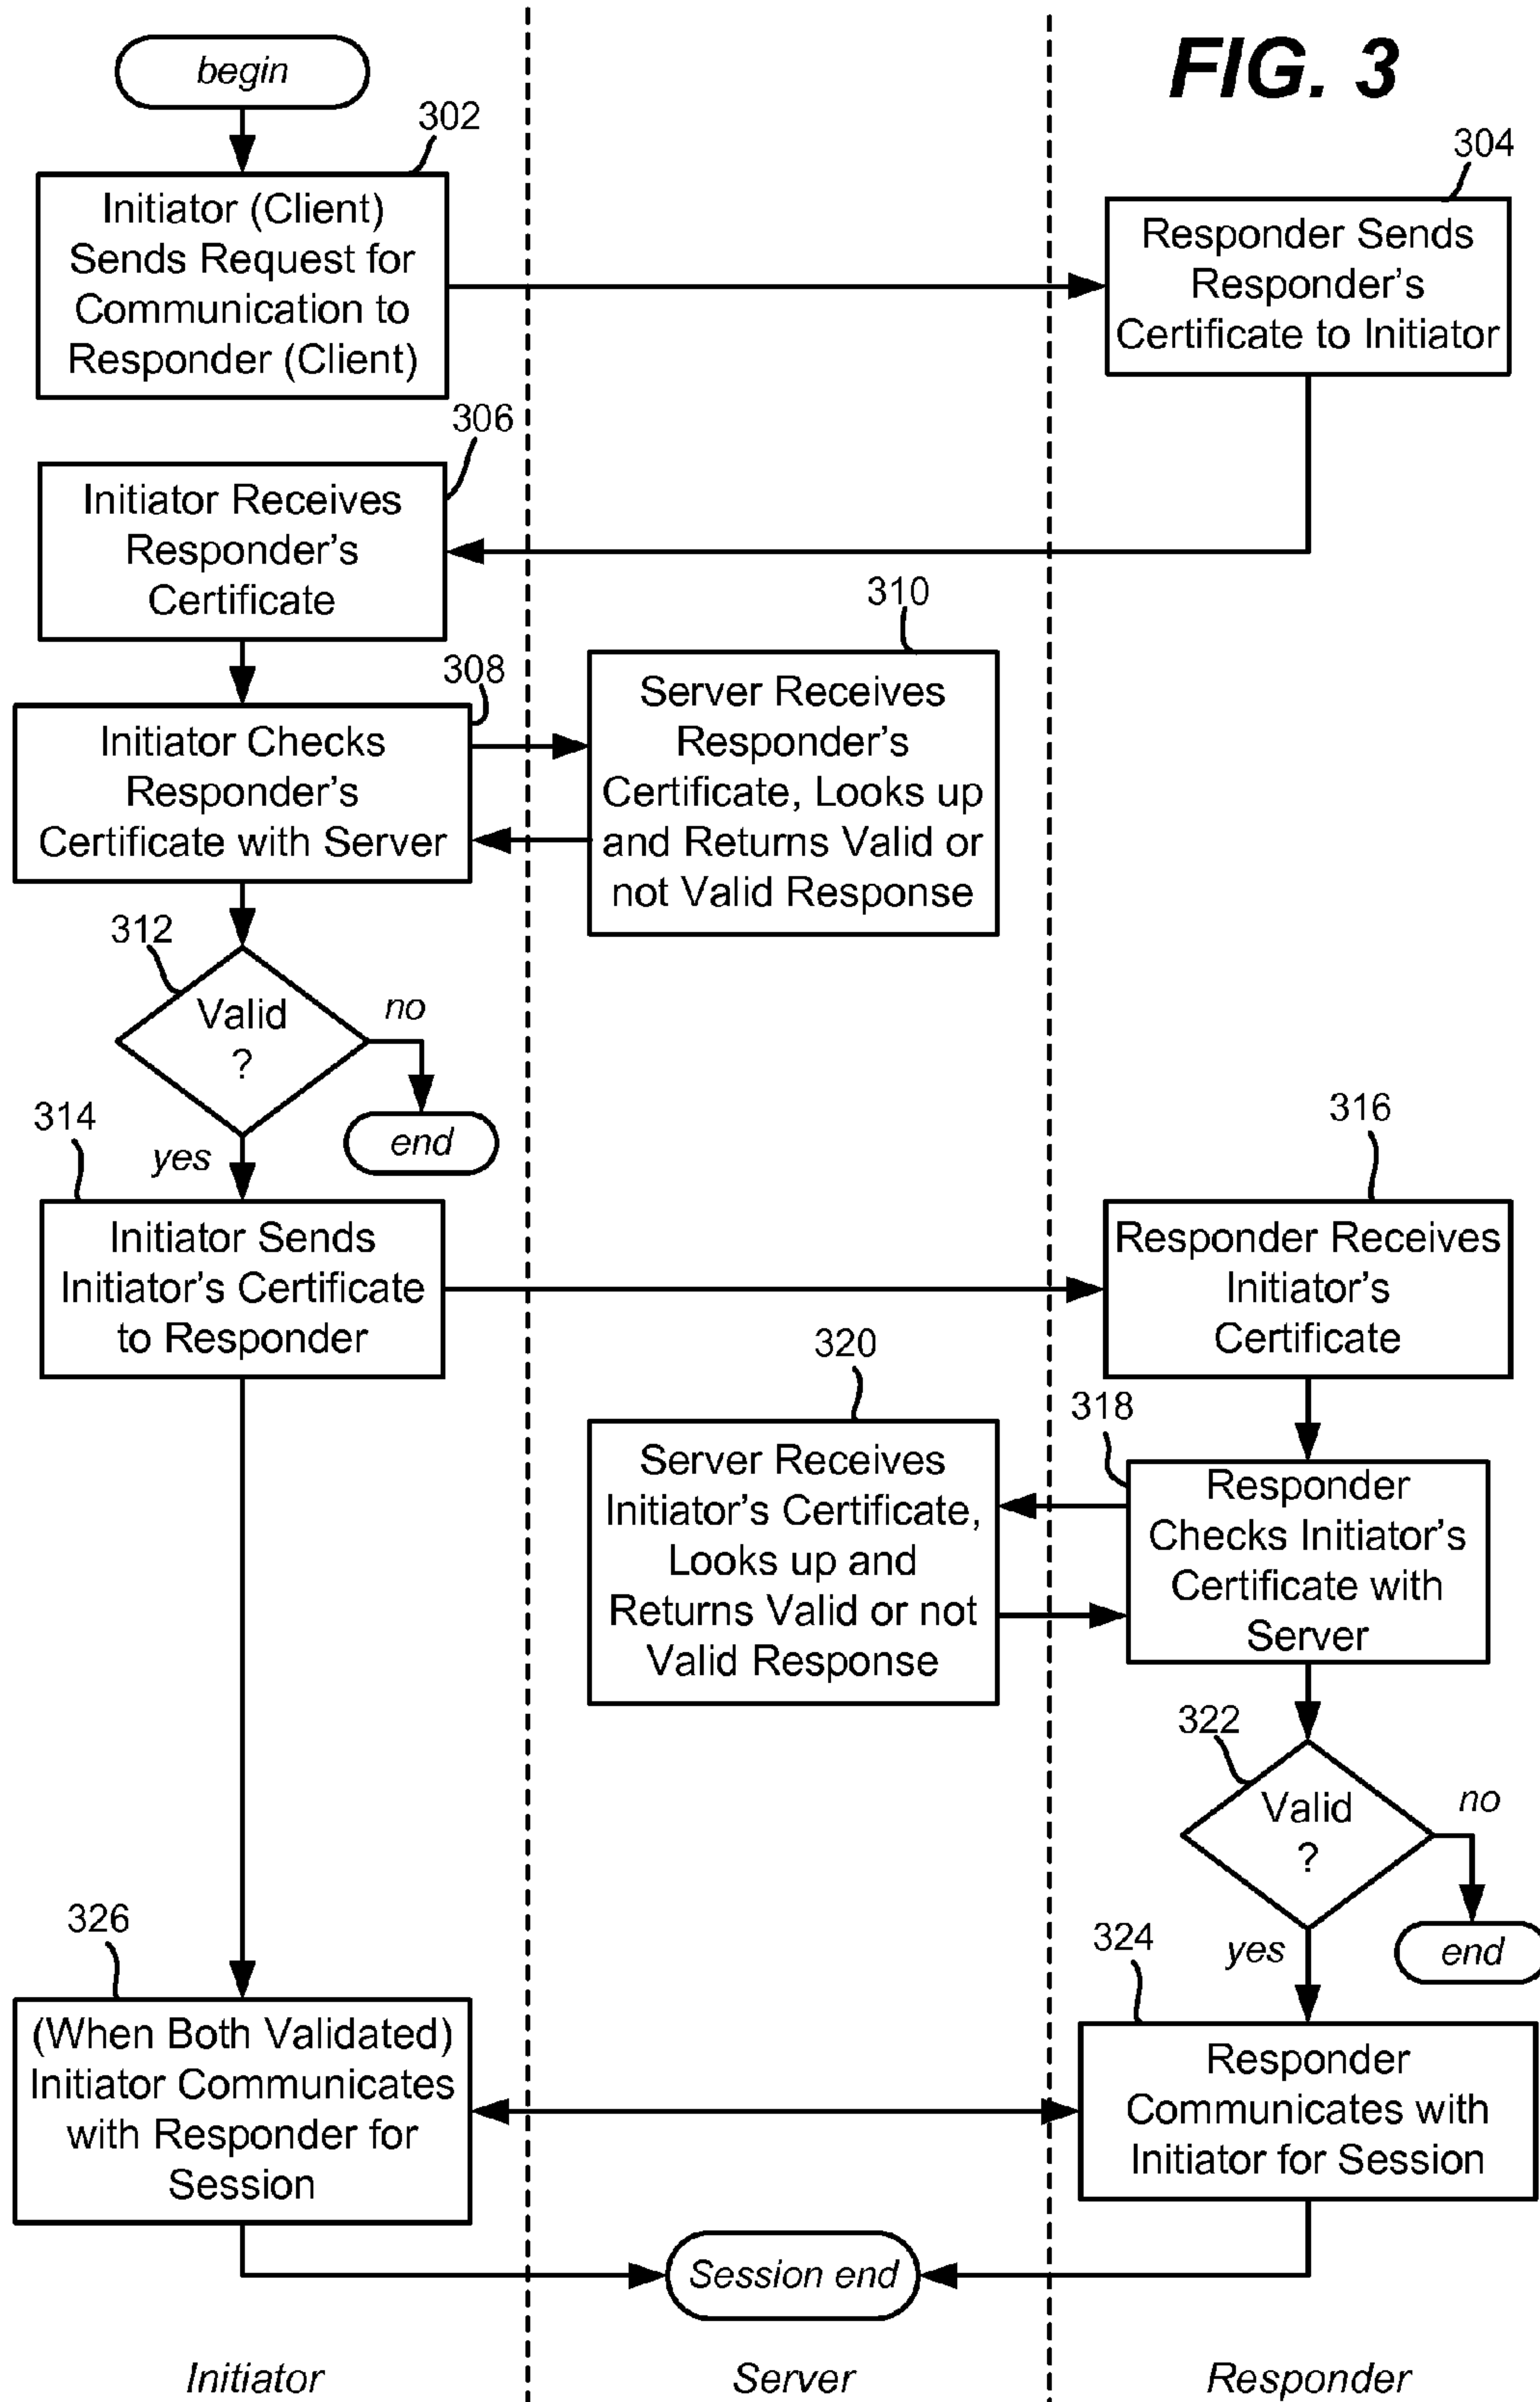 FIG. 3
begin
302
Initiator (Client)
Sends Request for
Communication to
Responder (Client)
304
Responder Sends
Responder's
Certificate to Initiator
306
Initiator Receives
Responder's
Certificate
308
Initiator Checks
Responder's
Certificate with Server
310
Server Receives
Responder's
Certificate, Looks up
and Returns Valid or
not Valid Response
312
Valid
?
no
end
yes
314
Initiator Sends
Initiator's Certificate
to Responder
316
Responder Receives
Initiator's
Certificate
318
Responder
Checks Initiator's
Certificate with
Server
320
Server Receives
Initiator's Certificate,
Looks up and
Returns Valid or not
Valid Response
322
Valid
?
no
end
yes
324
Responder
Communicates with
Initiator for Session
326
(When Both Validated)
Initiator Communicates
with Responder for
Session
Session end
Initiator
Server
Responder